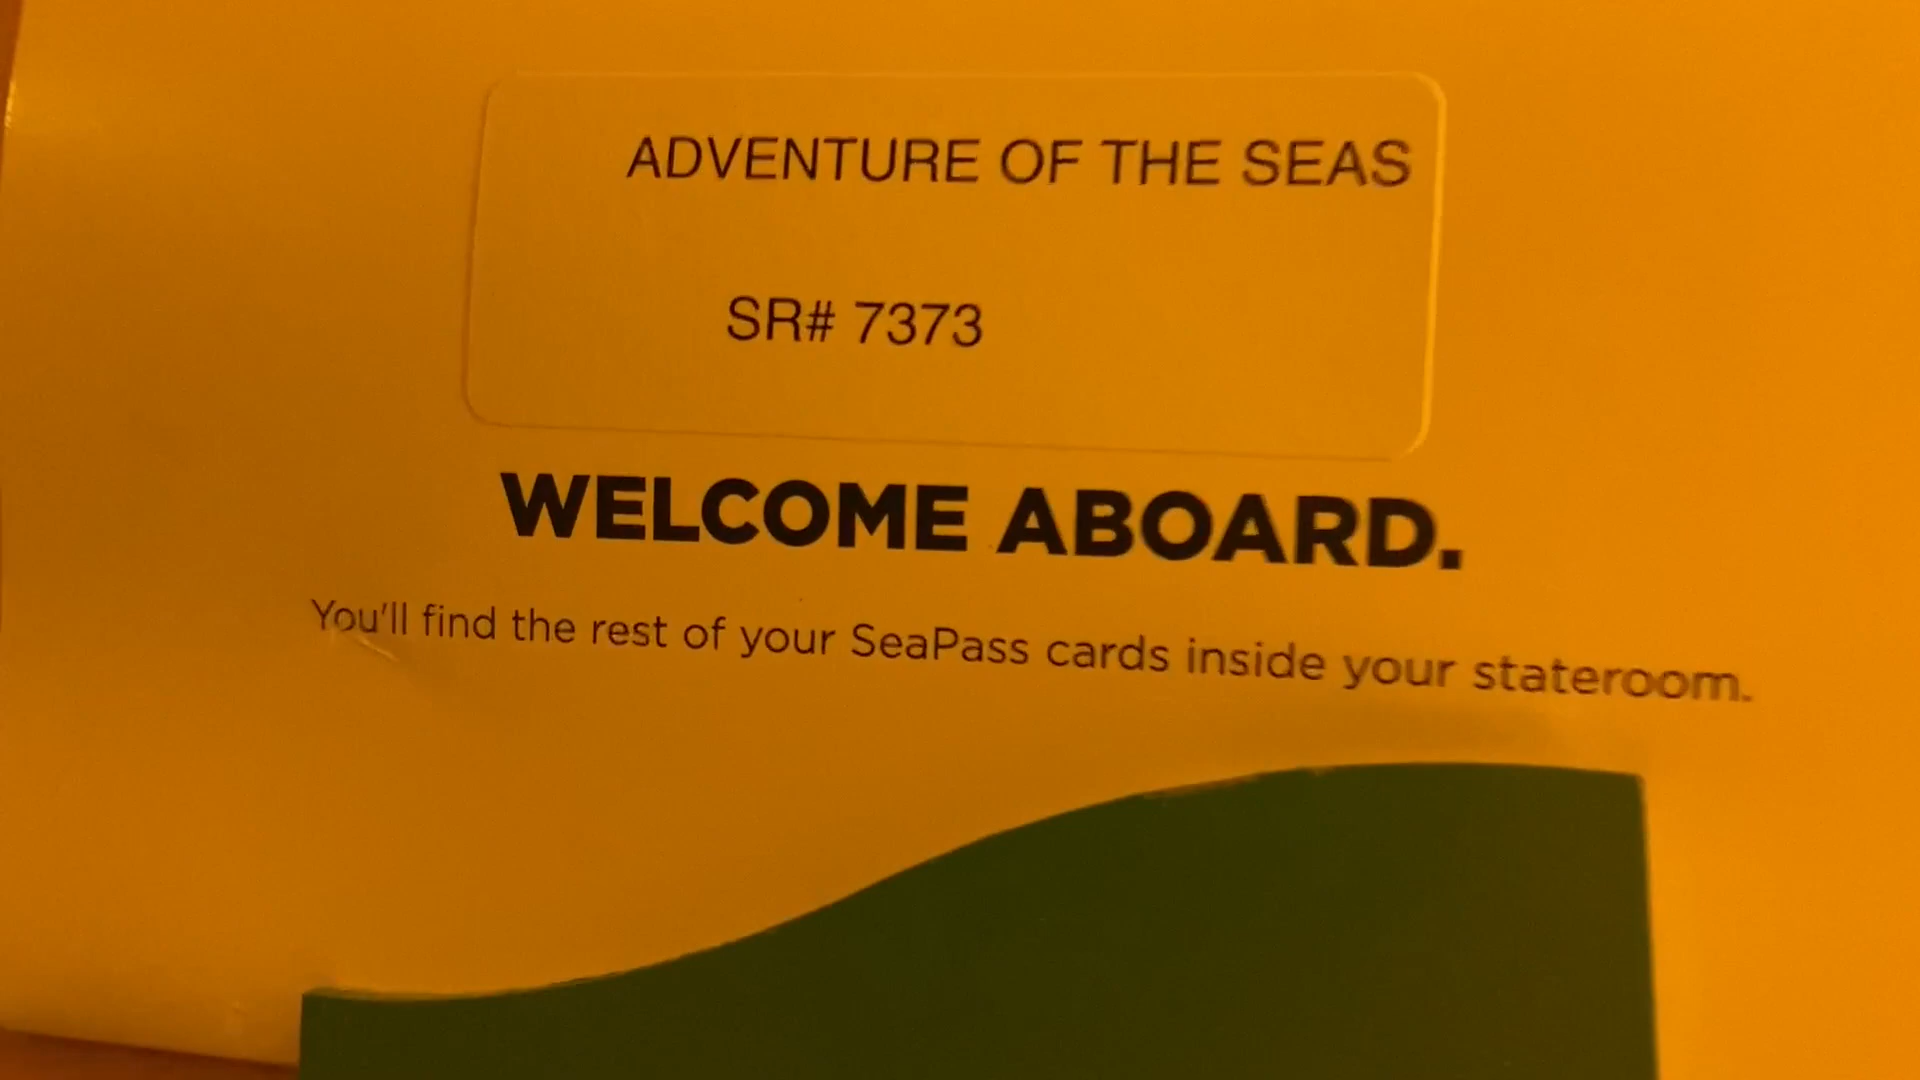 ADVENTURE OF THE SEAS
SR# 7373
WELCOME ABOARD.
You'll find the rest of your SeaPass cards inside your stateroom.